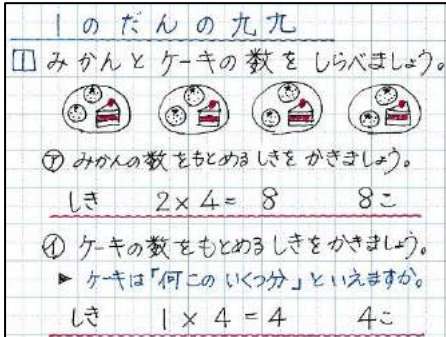 1のだんの九九
1 みかんとケーキの数をしらべましょう。
㋐ みかんの数をもとめるしきをかきましょう。
しき 2×4=8 8こ
㋑ ケーキの数をもとめるしきをかきましょう。
▶ ケーキは「何このいくつ分」といえますか。
しき 1×4=4 4こ